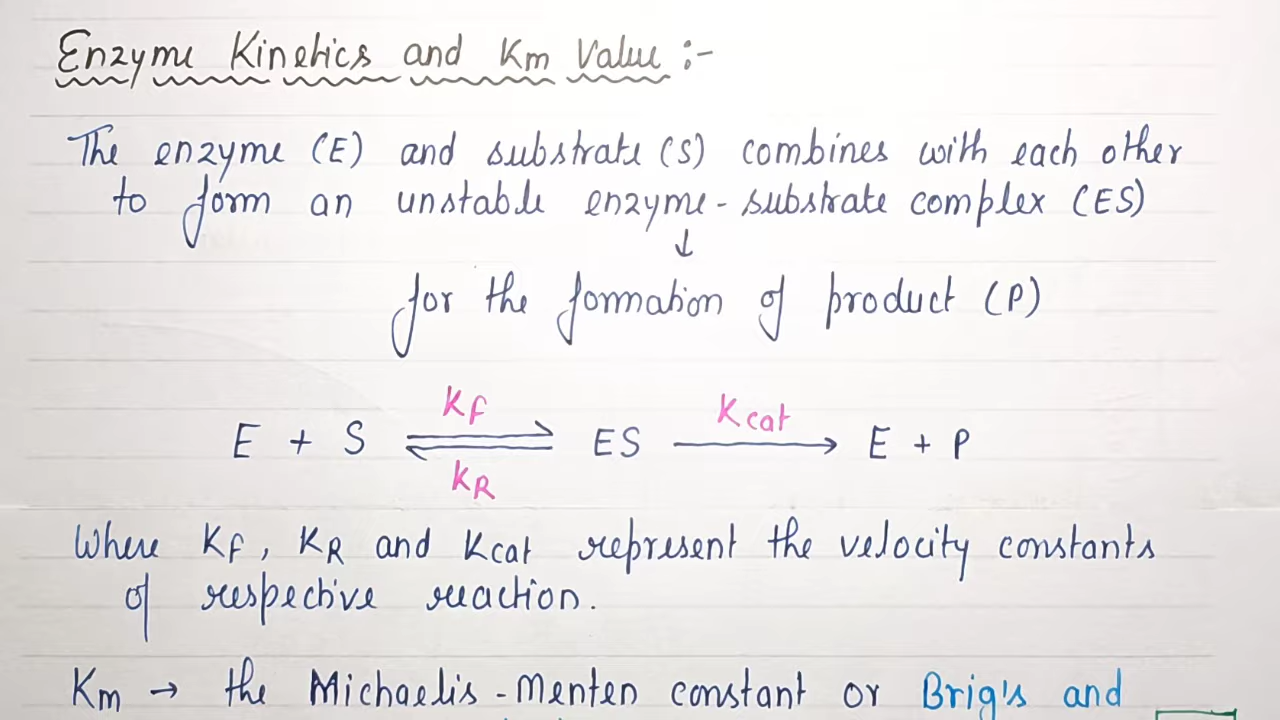 Enzyme Kinetics and Km Value :-
The enzyme (E) and substrate (S) combines with each other
to form an unstable enzyme - substrate complex (ES)
↓
for the formation of product (P)
KF
E + S ⇌ ES → E + P
Kcat
KR
Where KF, KR and Kcat represent the velocity constants
of respective reaction.
Km → the Michaelis - Menten constant or Brig's and